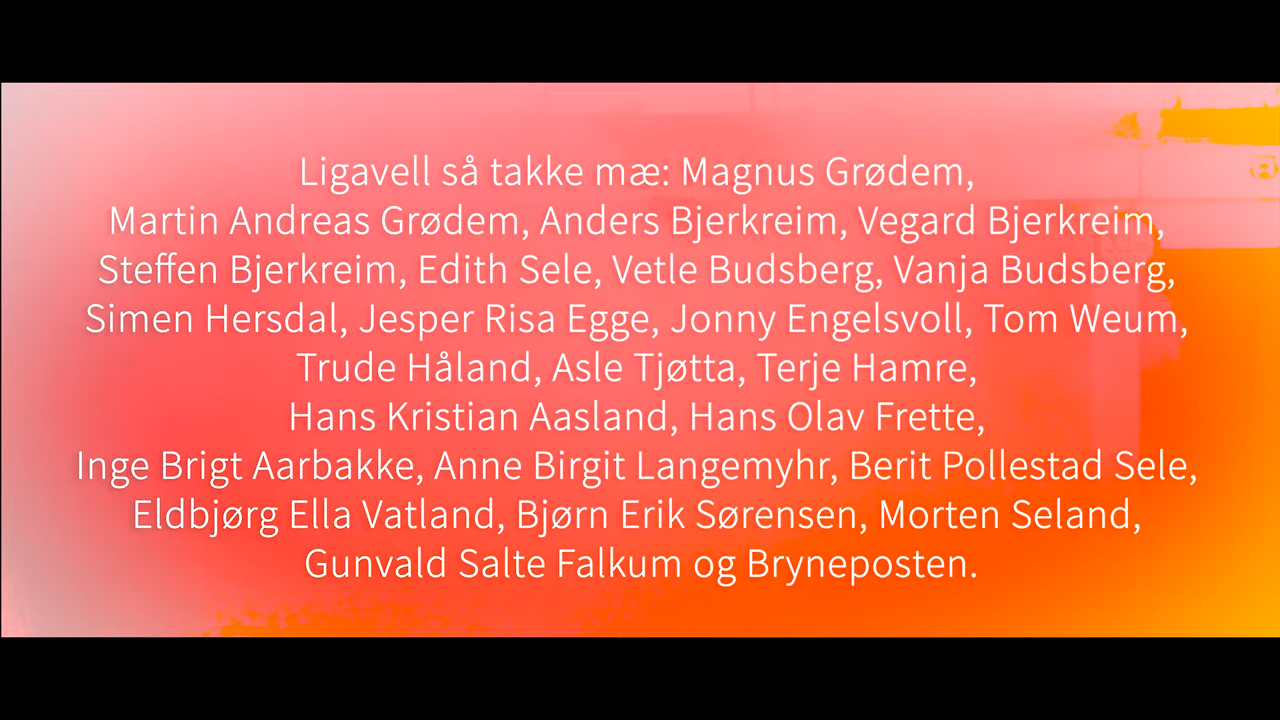 Ligavell så takke mæ: Magnus Grødem,
Martin Andreas Grødem, Anders Bjerkreim, Vegard Bjerkreim,
Steffen Bjerkreim, Edith Sele, Vetle Budsberg, Vanja Budsberg,
Simen Hersdal, Jesper Risa Egge, Jonny Engelsvoll, Tom Weum,
Trude Håland, Asle Tjøtta, Terje Hamre,
Hans Kristian Aasland, Hans Olav Frette,
Inge Brigt Aarbakke, Anne Birgit Langemyhr, Berit Pollestad Sele,
Eldbjørg Ella Vatland, Bjørn Erik Sørensen, Morten Seland,
Gunvald Salte Falkum og Bryneposten.